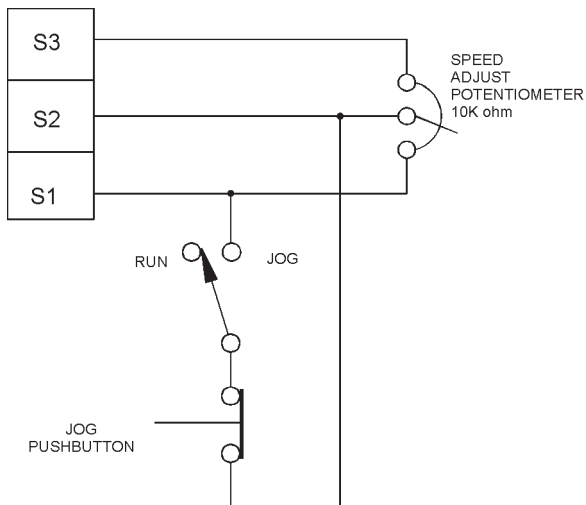 S3
SPEED
ADJUST
POTENTIOMETER
10K ohm
S2
S1
RUN
JOG
JOG
PUSHBUTTON